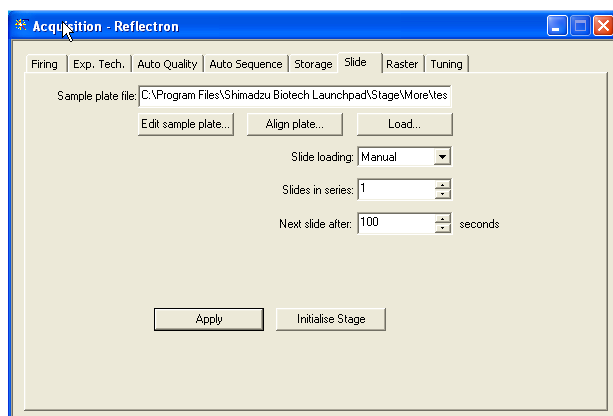 Acquisition - Reflectron
Firing Exp. Tech. Auto Quality Auto Sequence Storage Slide Raster Tuning
Sample plate file: C:\Program Files\Shimadzu Biotech Launchpad\Stage\More\tes
Edit sample plate... Align plate... Load...
Slide loading: Manual
Slides in series: 1
Next slide after: 100 seconds
Apply Initialise Stage